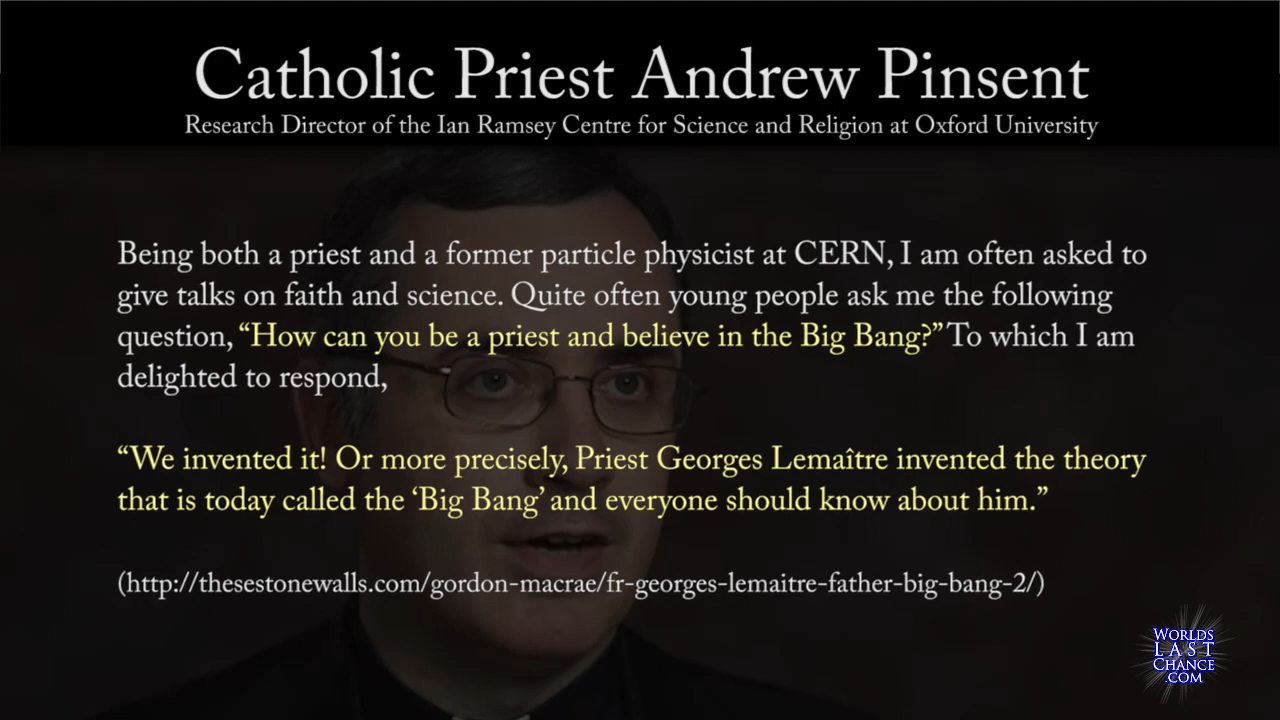 Catholic Priest Andrew Pinsent
Research Director of the Ian Ramsey Centre for Science and Religion at Oxford University
Being both a priest and a former particle physicist at CERN, I am often asked to
give talks on faith and science. Quite often young people ask me the following
question, “How can you be a priest and believe in the Big Bang?” To which I am
delighted to respond,
“We invented it! Or more precisely, Priest Georges Lemaître invented the theory
that is today called the ‘Big Bang’ and everyone should know about him.”
(http://thesestonewalls.com/gordon-macrae/fr-georges-lemaitre-father-big-bang-2/)
WORLDS
LAST
CHANCE
.COM